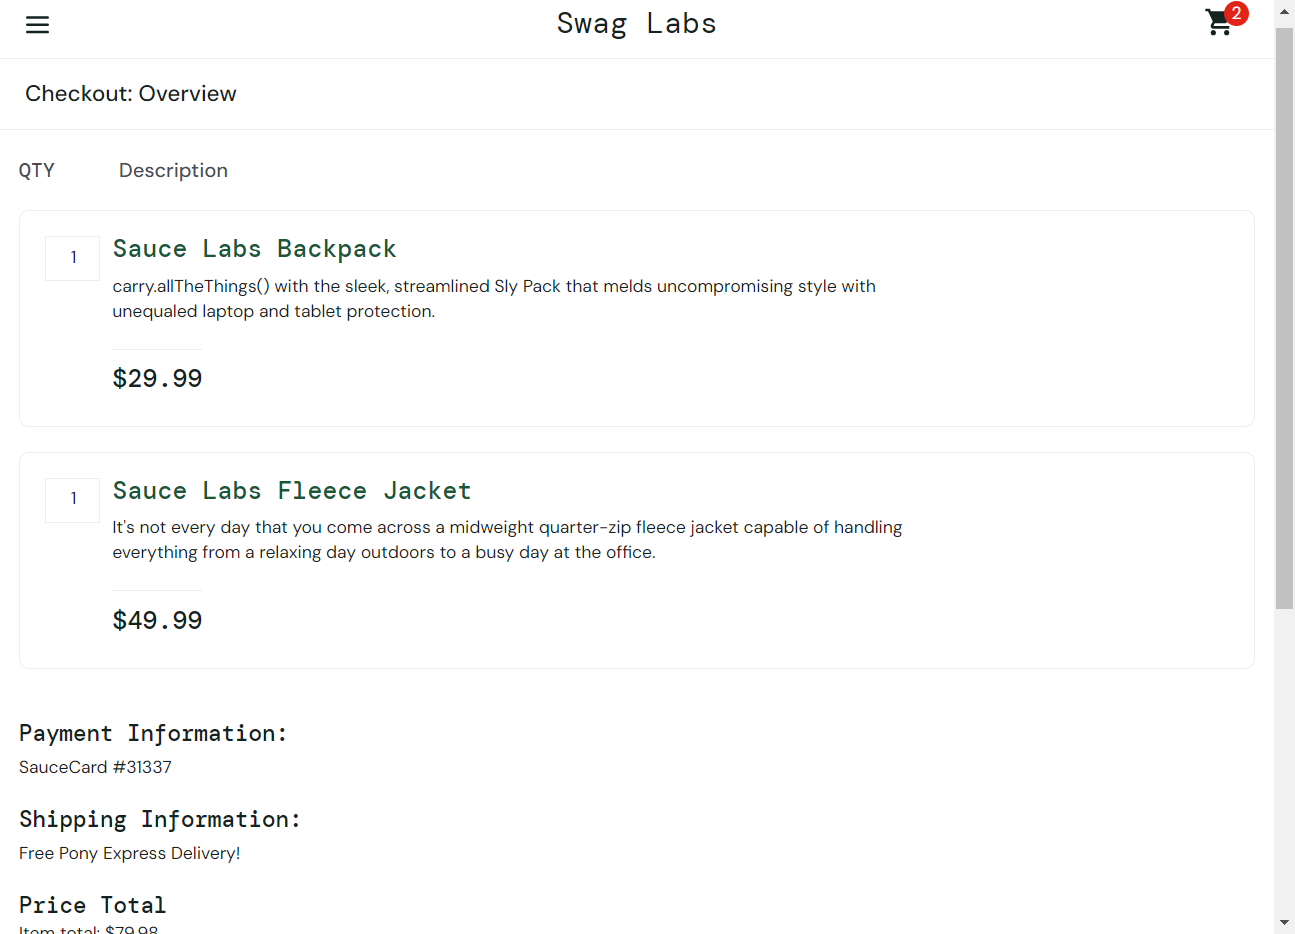 Swag Labs
2
Checkout: Overview
QTY Description
1
Sauce Labs Backpack
carry.allTheThings() with the sleek, streamlined Sly Pack that melds uncompromising style with
unequaled laptop and tablet protection.
$29.99
1
Sauce Labs Fleece Jacket
It's not every day that you come across a midweight quarter-zip fleece jacket capable of handling
everything from a relaxing day outdoors to a busy day at the office.
$49.99
Payment Information:
SauceCard #31337
Shipping Information:
Free Pony Express Delivery!
Price Total
Item total: $79.98